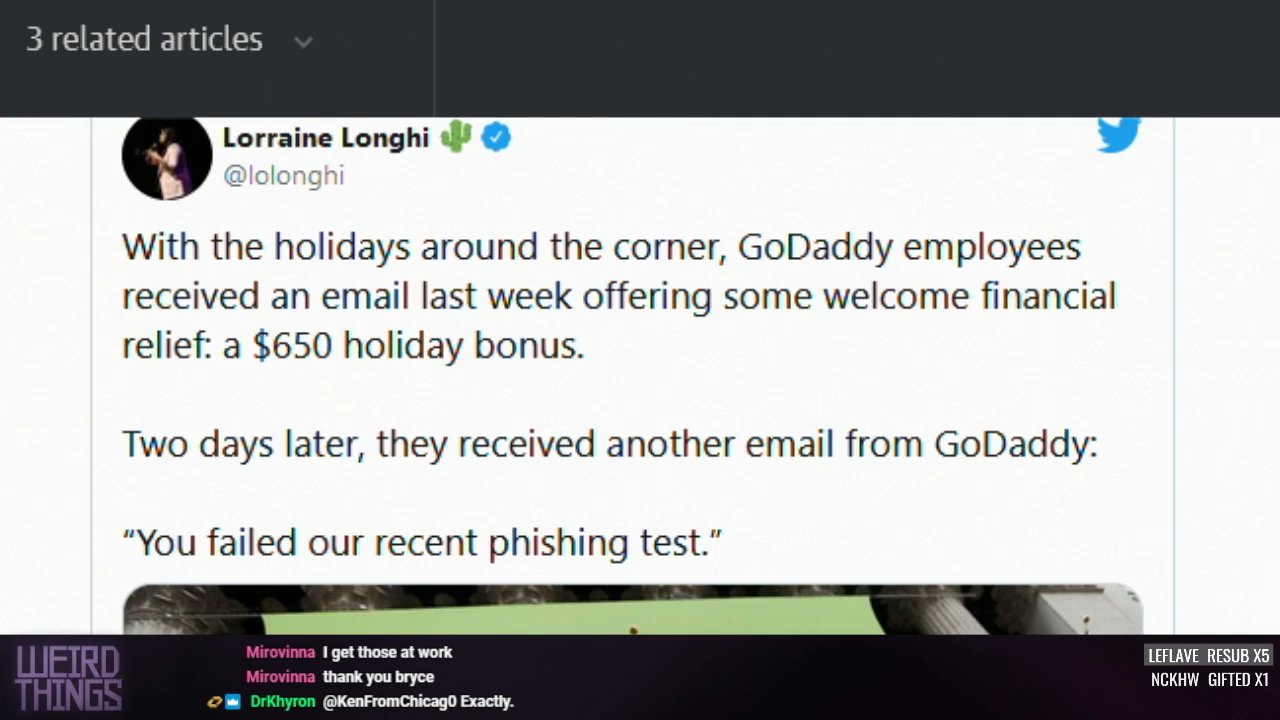 3 related articles
Lorraine Longhi
@lolonghi
With the holidays around the corner, GoDaddy employees
received an email last week offering some welcome financial
relief: a $650 holiday bonus.
Two days later, they received another email from GoDaddy:
“You failed our recent phishing test.”
WEIRD
THINGS
Mirovinna I get those at work
Mirovinna thank you bryce
DrKhyron @KenFromChicag0 Exactly.
LEFLAVE RESUB X5
NCKHW GIFTED X1